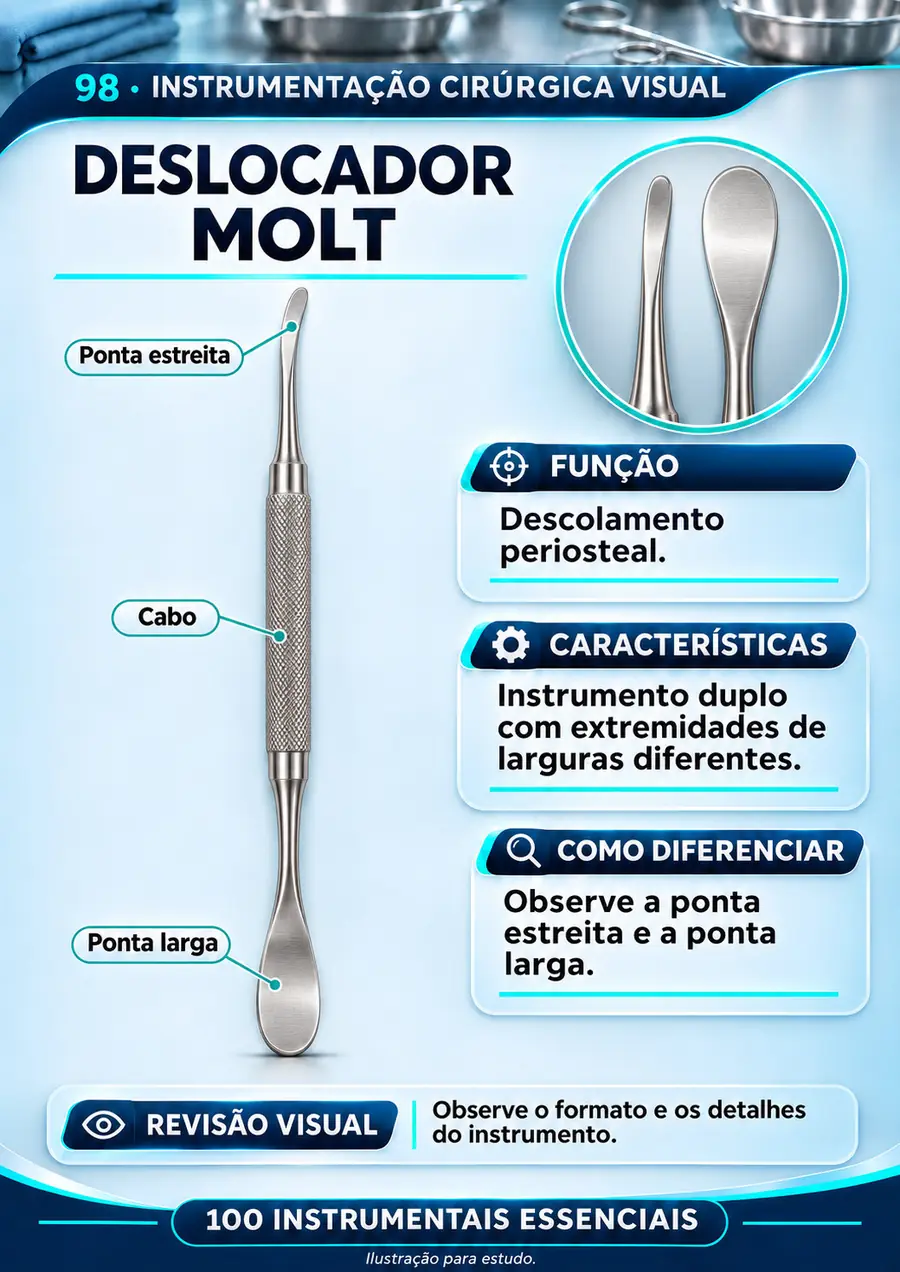 98 • INSTRUMENTAÇÃO CIRÚRGICA VISUAL
DESLOCADOR
MOLT
Ponta estreita
Cabo
Ponta larga
FUNÇÃO
Descolamento
periosteal.
CARACTERÍSTICAS
Instrumento duplo
com extremidades de
larguras diferentes.
COMO DIFERENCIAR
Observe a ponta
estreita e a ponta
larga.
REVISÃO VISUAL
Observe o formato e os detalhes
do instrumento.
100 INSTRUMENTAIS ESSENCIAIS
Ilustração para estudo.